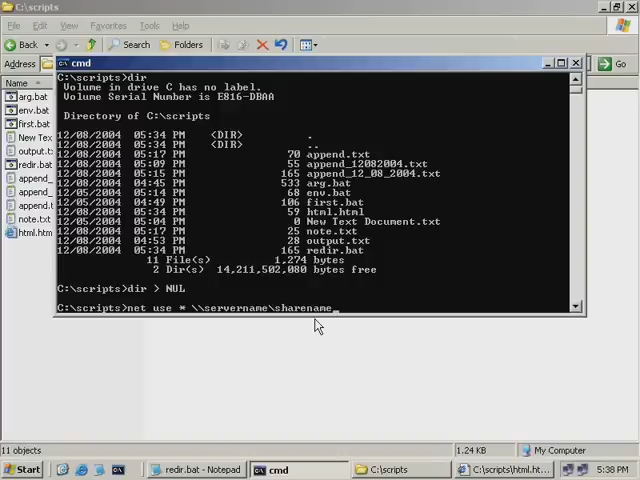 C:\scripts
File Edit View Favorites Tools Help
Back Search Folders
Address Go
Name
arg.bat
env.bat
first.bat
New Text
output.txt
redir.bat
append_
append_
append.txt
note.txt
html.html
cmd
C:\scripts>dir
Volume in drive C has no label.
Volume Serial Number is E816-DBAA
Directory of C:\scripts
12/08/2004 05:34 PM <DIR> .
12/08/2004 05:34 PM <DIR> ..
12/08/2004 05:17 PM 70 append.txt
12/08/2004 05:09 PM 55 append_12082004.txt
12/08/2004 05:15 PM 165 append_12_08_2004.txt
12/08/2004 04:45 PM 533 arg.bat
12/08/2004 05:14 PM 68 env.bat
12/05/2004 04:49 PM 106 first.bat
12/08/2004 05:34 PM 59 html.html
12/08/2004 05:04 PM 0 New Text Document.txt
12/08/2004 05:17 PM 25 note.txt
12/08/2004 04:53 PM 28 output.txt
12/08/2004 05:34 PM 165 redir.bat
11 File(s) 1,274 bytes
2 Dir(s) 14,211,502,080 bytes free
C:\scripts>dir > NUL
C:\scripts>net use * \\servername\sharename_
11 objects 1.24 KB My Computer
Start redir.bat - Notepad cmd C:\scripts C:\scripts\html.ht... 5:38 PM